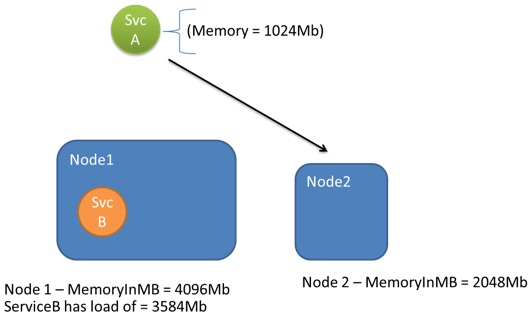 Svc
A
(Memory = 1024Mb)
Node1
Svc
B
Node2
Node 1 – MemoryInMB = 4096Mb
ServiceB has load of = 3584Mb
Node 2 – MemoryInMB = 2048Mb